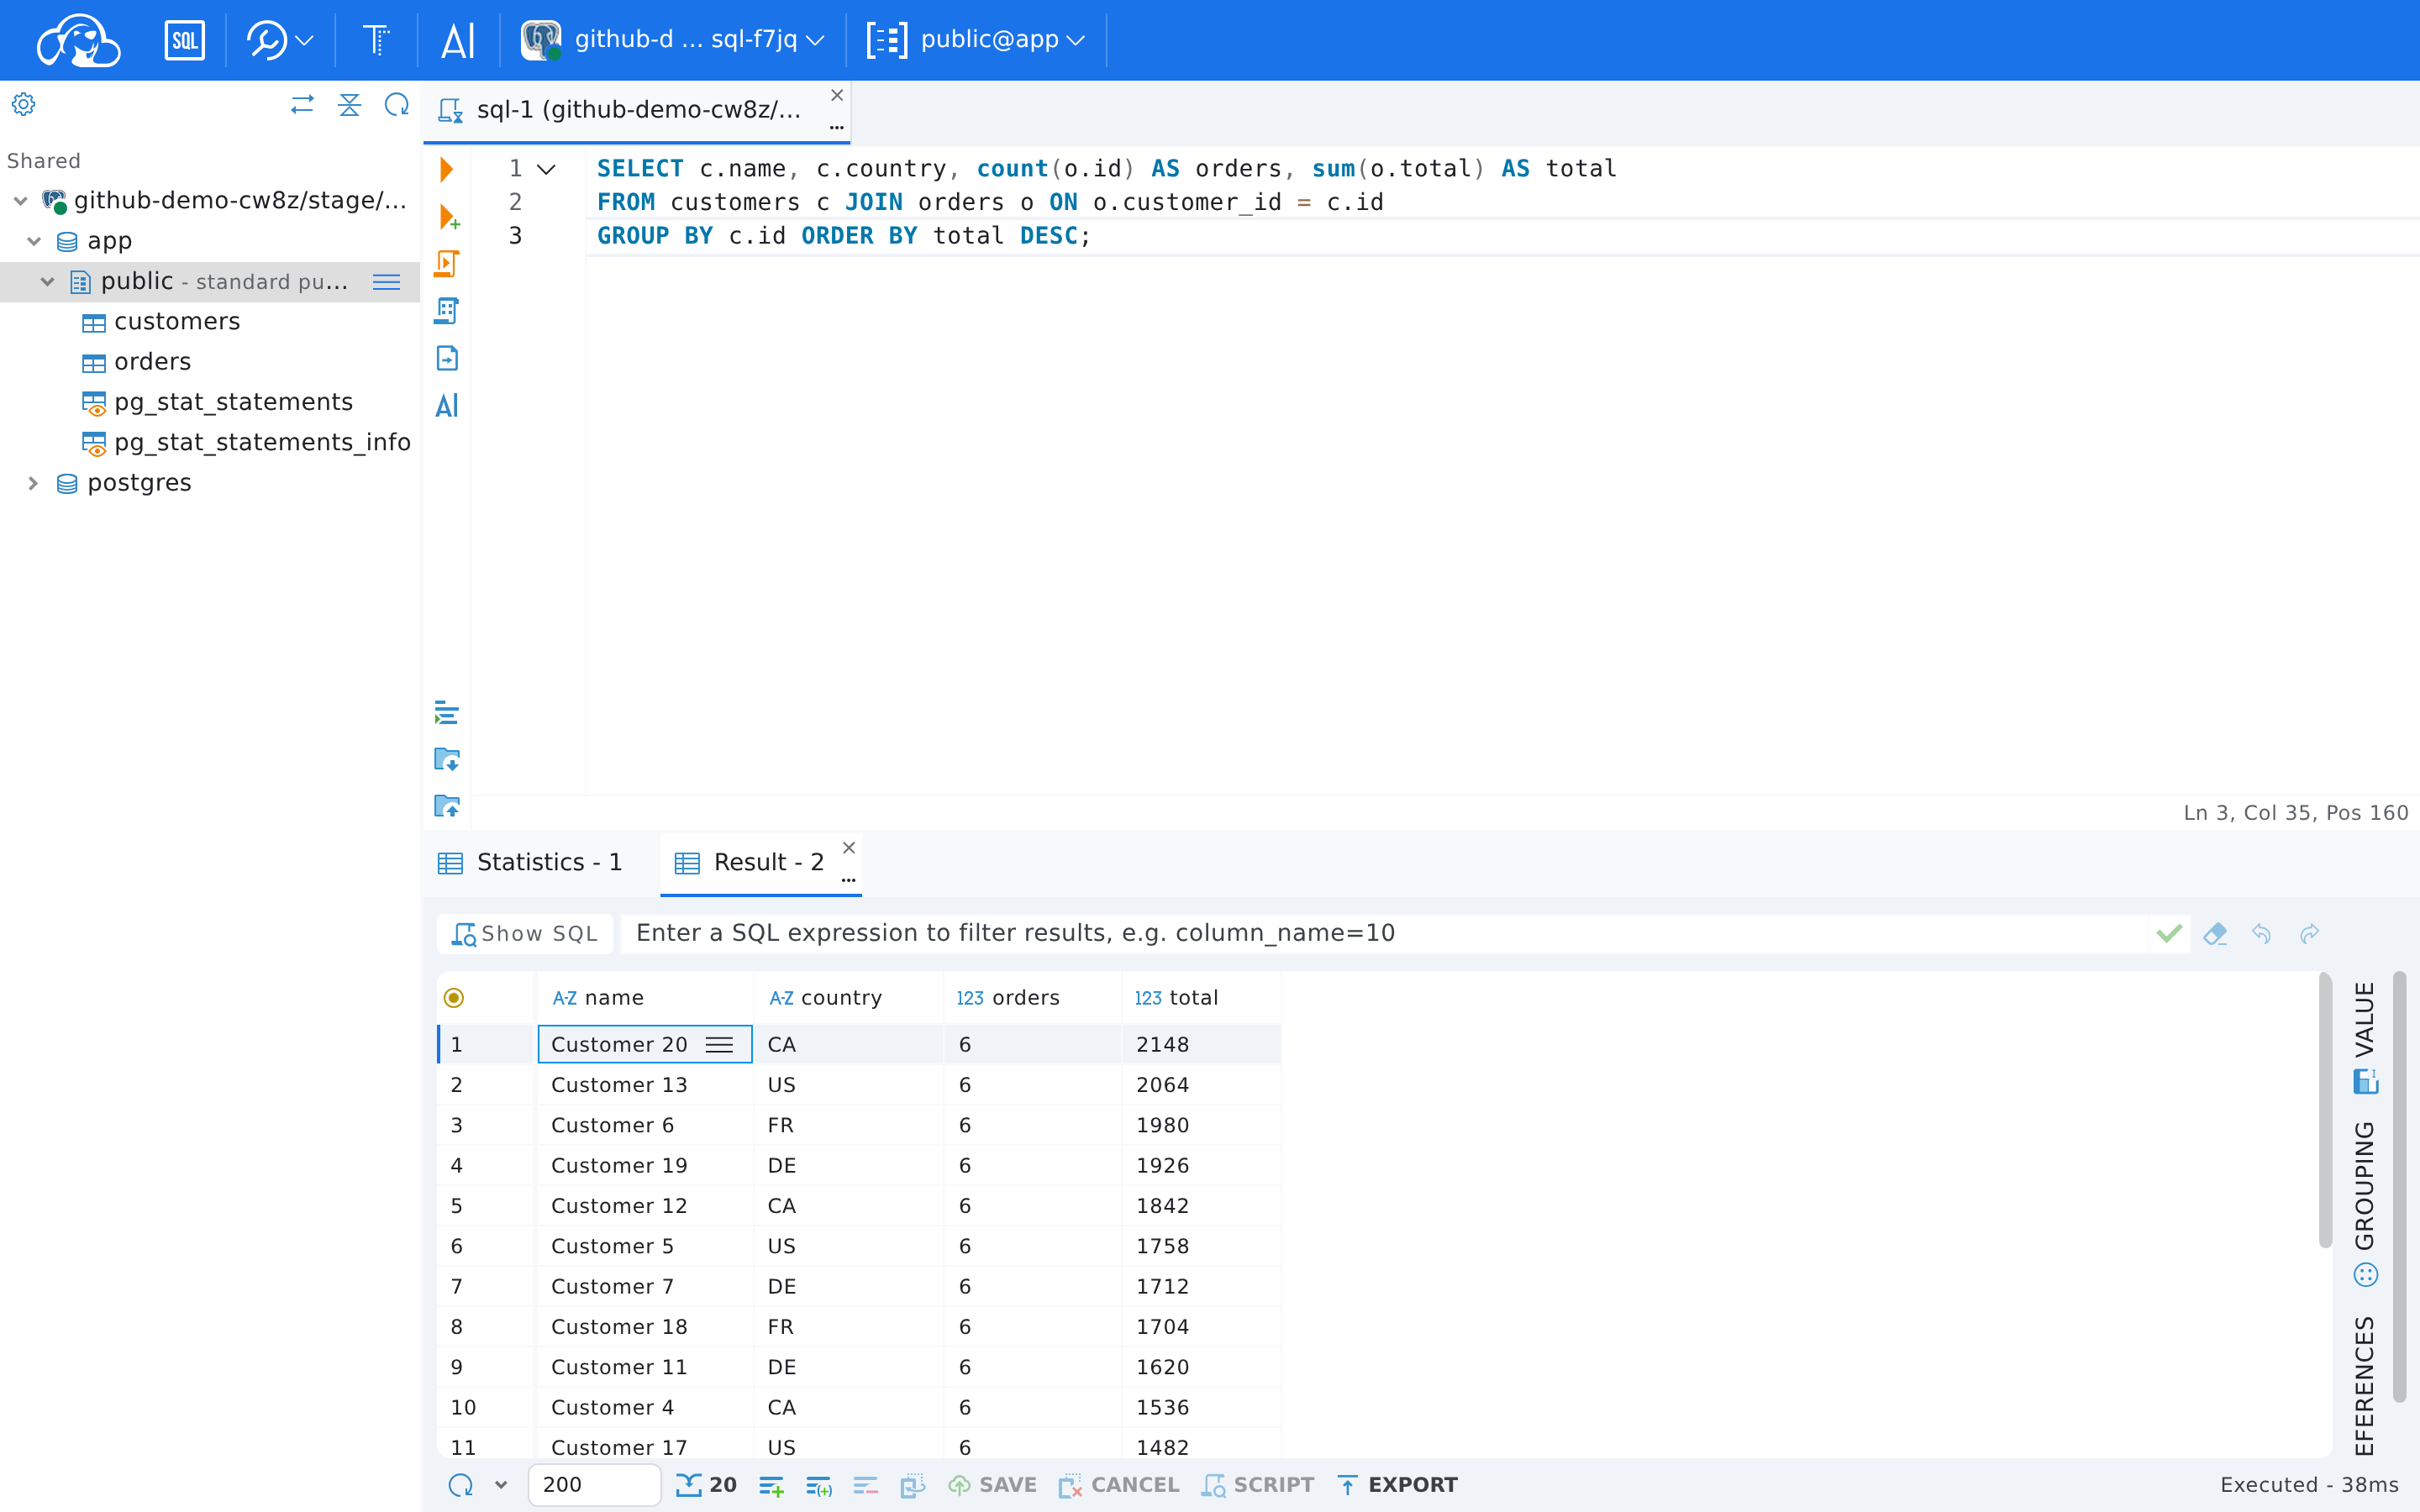 SQL
AI
github-d ... sql-f7jq
public@app
Shared
github-demo-cw8z/stage/...
app
public - standard pu...
customers
orders
pg_stat_statements
pg_stat_statements_info
postgres
sql-1 (github-demo-cw8z/...
1 SELECT c.name, c.country, count(o.id) AS orders, sum(o.total) AS total
2 FROM customers c JOIN orders o ON o.customer_id = c.id
3 GROUP BY c.id ORDER BY total DESC;
AI
Ln 3, Col 35, Pos 160
Statistics - 1
Result - 2
Show SQL
Enter a SQL expression to filter results, e.g. column_name=10
A-Z name A-Z country 123 orders 123 total
1 Customer 20 CA 6 2148
2 Customer 13 US 6 2064
3 Customer 6 FR 6 1980
4 Customer 19 DE 6 1926
5 Customer 12 CA 6 1842
6 Customer 5 US 6 1758
7 Customer 7 DE 6 1712
8 Customer 18 FR 6 1704
9 Customer 11 DE 6 1620
10 Customer 4 CA 6 1536
11 Customer 17 US 6 1482
VALUE
GROUPING
EFERENCES
200 20 SAVE CANCEL SCRIPT EXPORT
Executed - 38ms